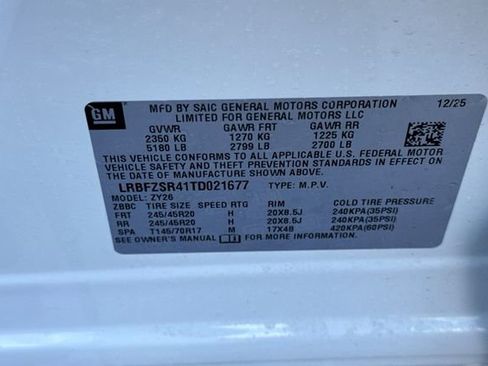 GM
MFD BY SAIC GENERAL MOTORS CORPORATION 12/25
LIMITED FOR GENERAL MOTORS LLC
GVWR GAWR FRT GAWR RR
2350 KG 1270 KG 1225 KG
5180 LB 2799 LB 2700 LB
THIS VEHICLE CONFORMS TO ALL APPLICABLE U.S. FEDERAL MOTOR
VEHICLE SAFETY AND THEFT PREVENTION STANDARDS IN EFFECT ON
THE DATE OF MANUFACTURE SHOWN ABOVE.
LRBFZSR41TD021677 TYPE: M.P.V.
MODEL: ZY26
ZBBC TIRE SIZE SPEED RTG RIM COLD TIRE PRESSURE
FRT 245/45R20 H 20X8.5J 240KPA(35PSI)
RR 245/45R20 H 20X8.5J 240KPA(35PSI)
SPA T145/70R17 M 17X4B 420KPA(60PSI)
SEE OWNER'S MANUAL FOR MORE INFORMATION.